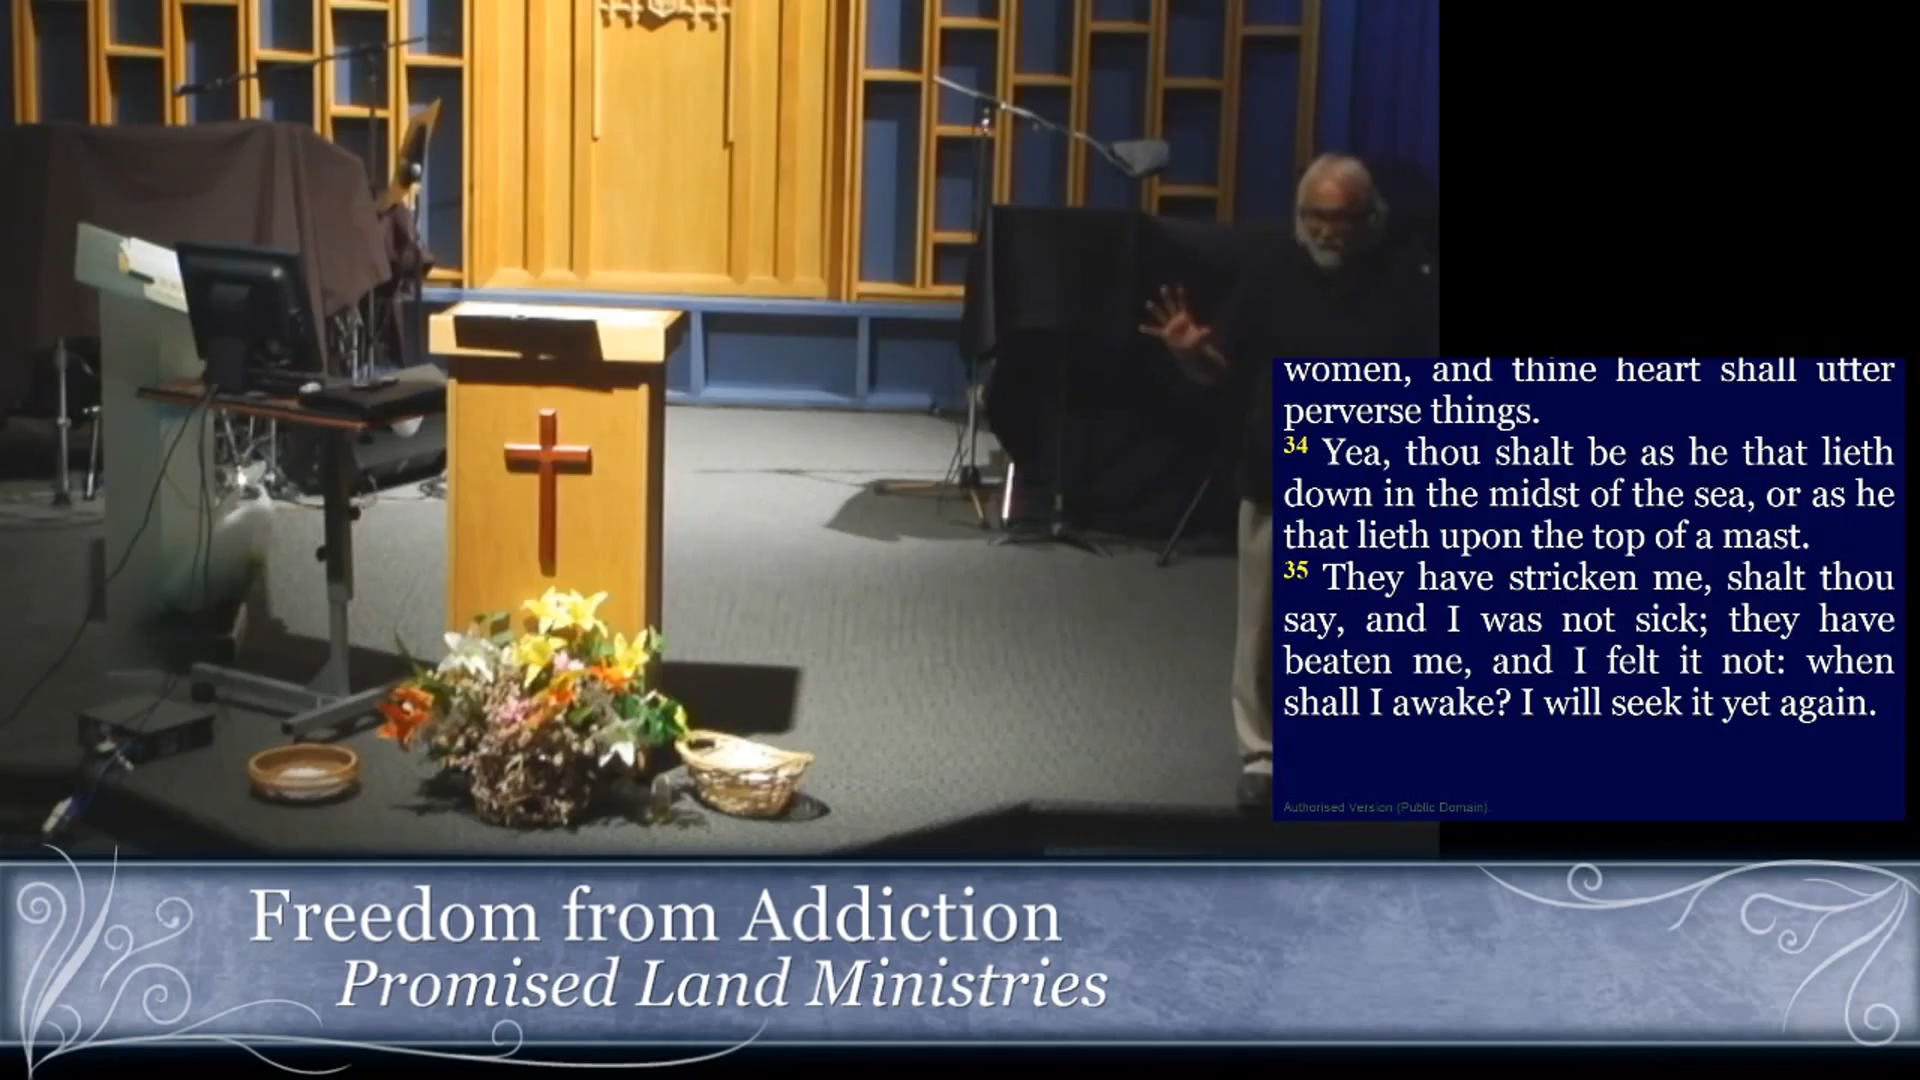 women, and thine heart shall utter
perverse things.
34 Yea, thou shalt be as he that lieth
down in the midst of the sea, or as he
that lieth upon the top of a mast.
35 They have stricken me, shalt thou
say, and I was not sick; they have
beaten me, and I felt it not: when
shall I awake? I will seek it yet again.
Authorised Version (Public Domain).
Freedom from Addiction
Promised Land Ministries